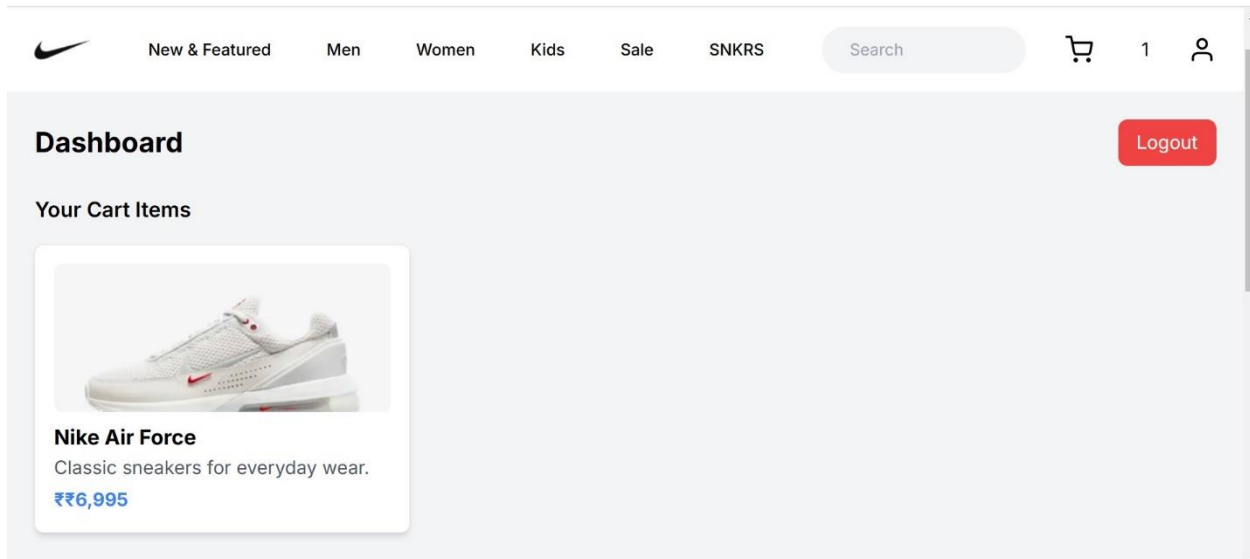 New & Featured Men Women Kids Sale SNKRS Search 1
Dashboard Logout
Your Cart Items
Nike Air Force
Classic sneakers for everyday wear.
₹₹6,995